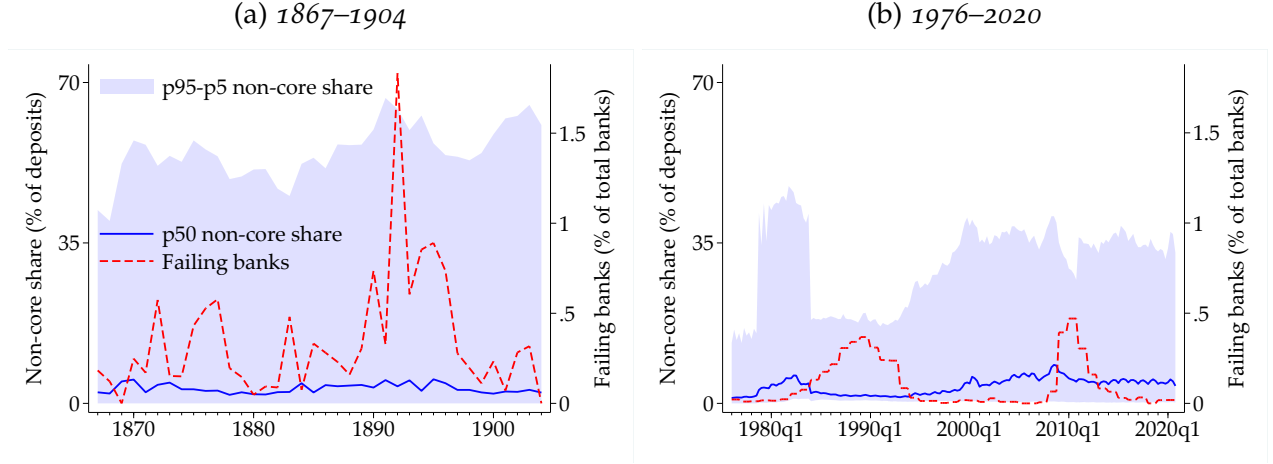 (a) 1867–1904
Non-core share (% of deposits)
70
35
0
p95-p5 non-core share
p50 non-core share
Failing banks
1.5
1
.5
0
Failing banks (% of total banks)
1870
1880
1890
1900
(b) 1976–2020
Non-core share (% of deposits)
70
35
0
1.5
1
.5
0
Failing banks (% of total banks)
1980q1
1990q1
2000q1
2010q1
2020q1